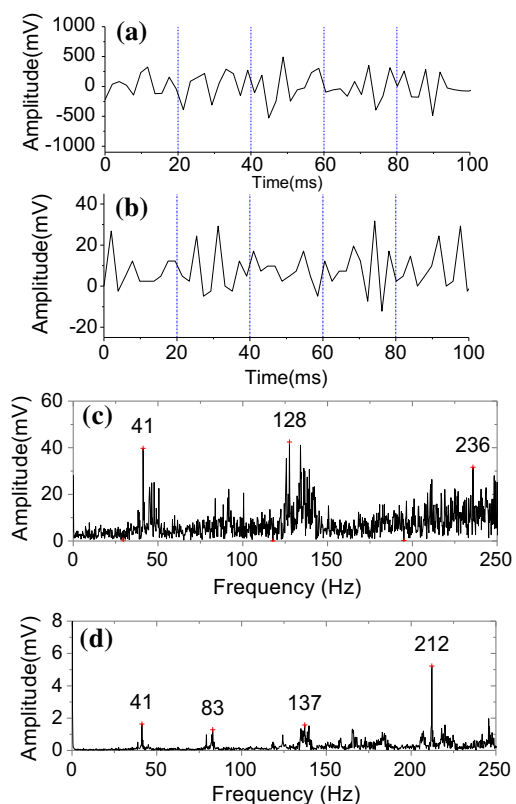 (a)
Amplitude(mV)
1000
500
0
-500
-1000
0 20 40 60 80 100
Time(ms)
(b)
Amplitude(mV)
40
20
0
-20
0 20 40 60 80 100
Time(ms)
(c)
Amplitude(mV)
60
40
20
0
41 128 236
0 50 100 150 200 250
Frequency (Hz)
(d)
Amplitude(mV)
8
6
4
2
0
41 83 137 212
0 50 100 150 200 250
Frequency (Hz)